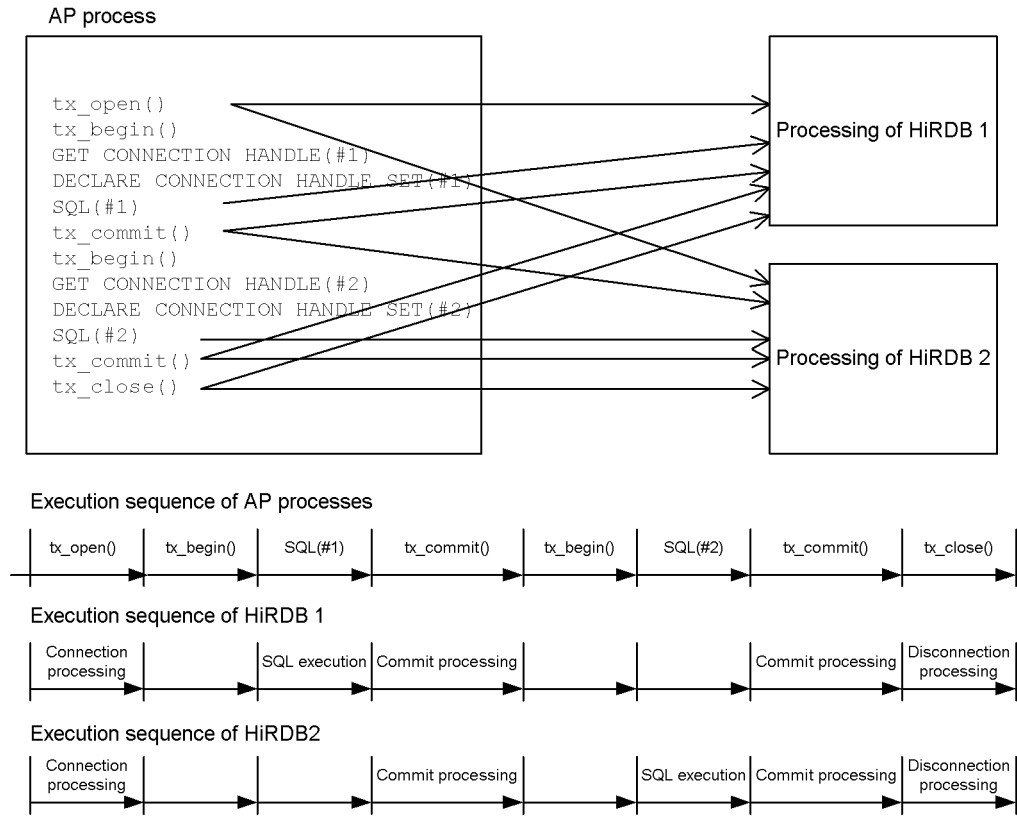 AP process
tx_open()
tx_begin()
GET CONNECTION HANDLE(#1)
DECLARE CONNECTION HANDLE SET(#1)
SQL(#1)
tx_commit()
tx_begin()
GET CONNECTION HANDLE(#2)
DECLARE CONNECTION HANDLE SET(#2)
SQL(#2)
tx_commit()
tx_close()
Processing of HiRDB 1
Processing of HiRDB 2
Execution sequence of AP processes
tx_open() tx_begin() SQL(#1) tx_commit() tx_begin() SQL(#2) tx_commit() tx_close()
Execution sequence of HiRDB 1
Connection
processing
SQL execution
Commit processing
Commit processing
Disconnection
processing
Execution sequence of HiRDB2
Connection
processing
Commit processing
SQL execution
Commit processing
Disconnection
processing